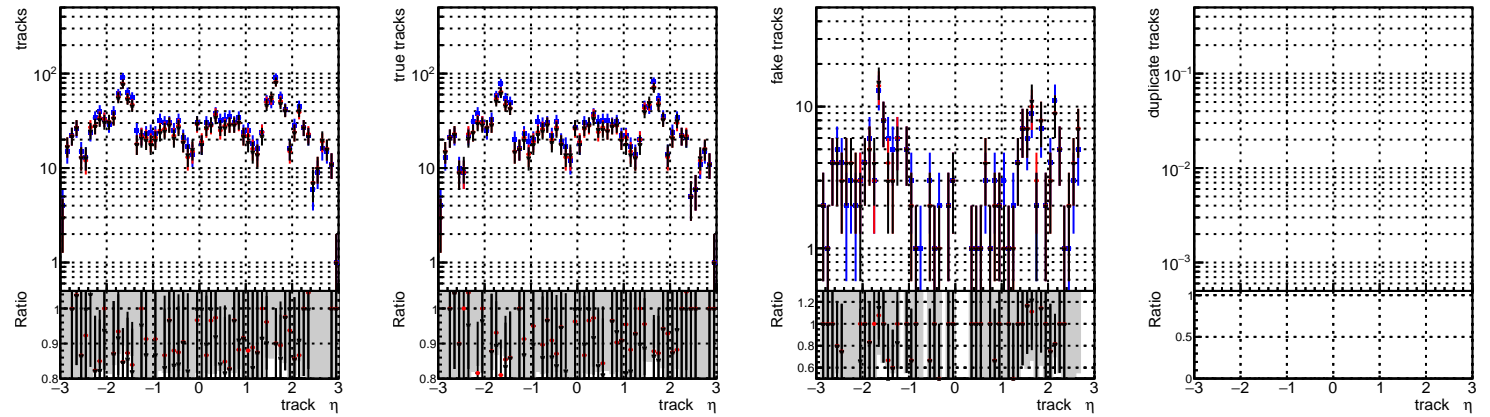 tracks
10²
10
1
Ratio
1
0.9
0.8
−3 −2 −1 0 1 2 3
track η
true tracks
10²
10
1
Ratio
1
0.9
0.8
−3 −2 −1 0 1 2 3
track η
fake tracks
10
1
Ratio
1.2
1
0.8
0.6
−3 −2 −1 0 1 2 3
track η
duplicate tracks
10⁻¹
10⁻²
10⁻³
Ratio
1
0.5
0
−3 −2 −1 0 1 2 3
track η